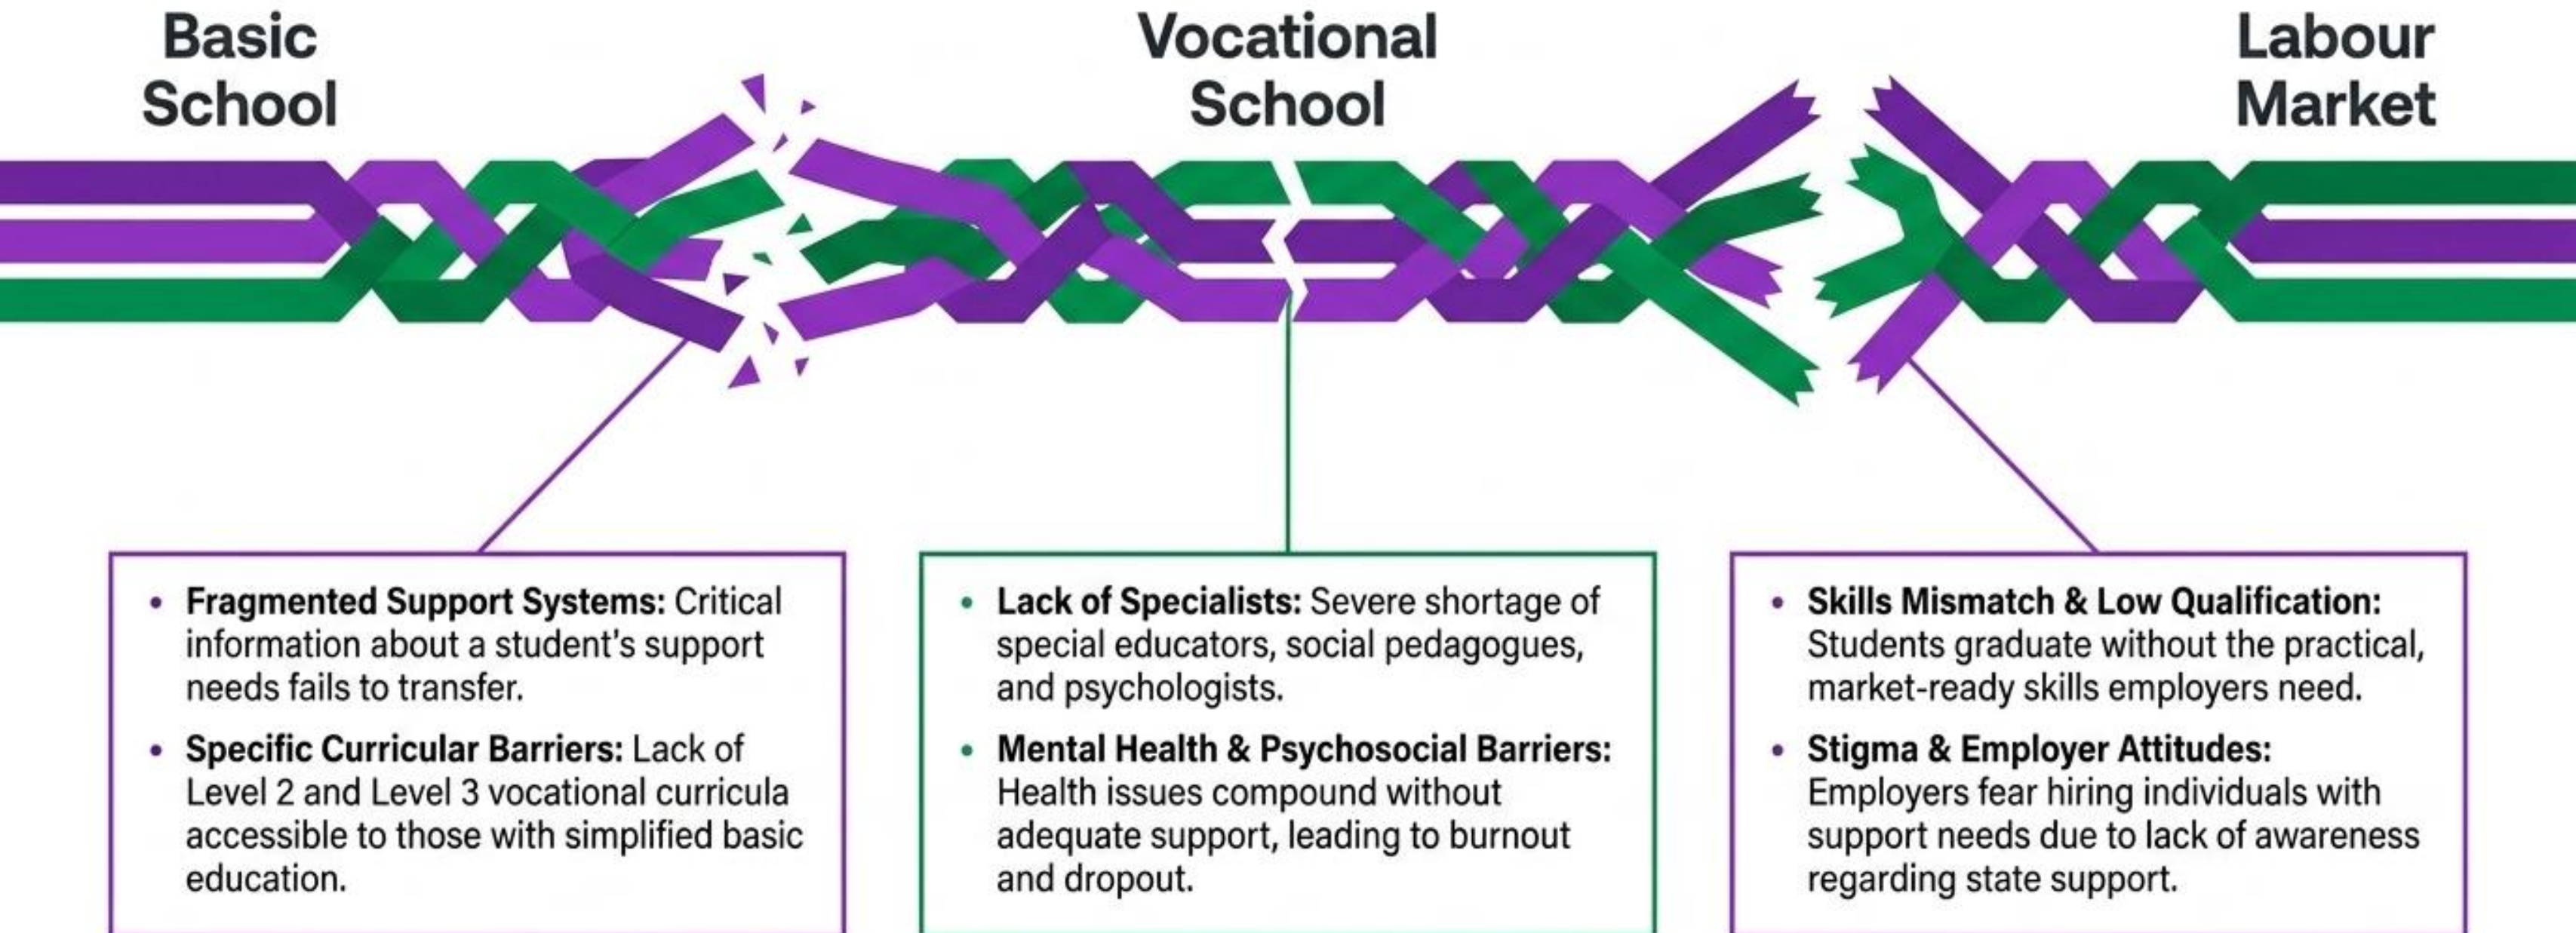 Basic
School
Vocational
School
Labour
Market
• Fragmented Support Systems: Critical
information about a student's support
needs fails to transfer.
• Specific Curricular Barriers: Lack of
Level 2 and Level 3 vocational curricula
accessible to those with simplified basic
education.
• Lack of Specialists: Severe shortage of
special educators, social pedagogues,
and psychologists.
• Mental Health & Psychosocial Barriers:
Health issues compound without
adequate support, leading to burnout
and dropout.
• Skills Mismatch & Low Qualification:
Students graduate without the practical,
market-ready skills employers need.
• Stigma & Employer Attitudes:
Employers fear hiring individuals with
support needs due to lack of awareness
regarding state support.